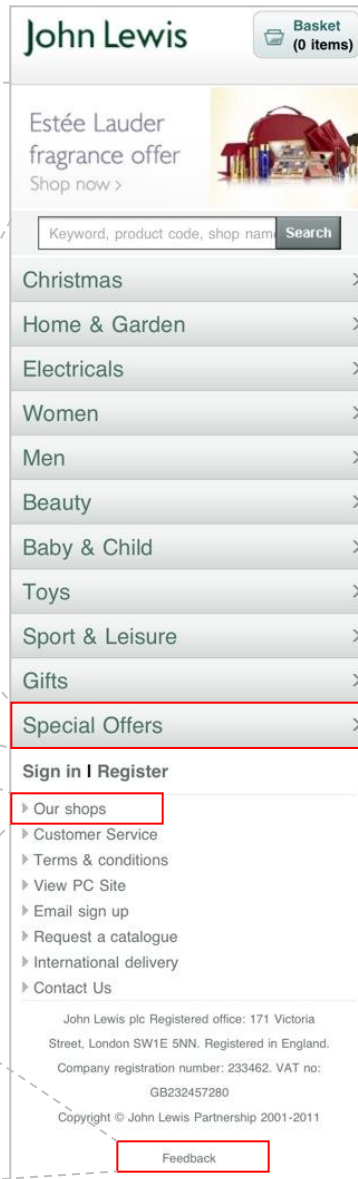 John Lewis
Basket
(0 items)
Estée Lauder
fragrance offer
Shop now >
Keyword, product code, shop nam
Search
Christmas
Home & Garden
Electricals
Women
Men
Beauty
Baby & Child
Toys
Sport & Leisure
Gifts
Special Offers
Sign in | Register
Our shops
Customer Service
Terms & conditions
View PC Site
Email sign up
Request a catalogue
International delivery
Contact Us
John Lewis plc Registered office: 171 Victoria
Street, London SW1E 5NN. Registered in England.
Company registration number: 233462. VAT no:
GB232457280
Copyright © John Lewis Partnership 2001-2011
Feedback